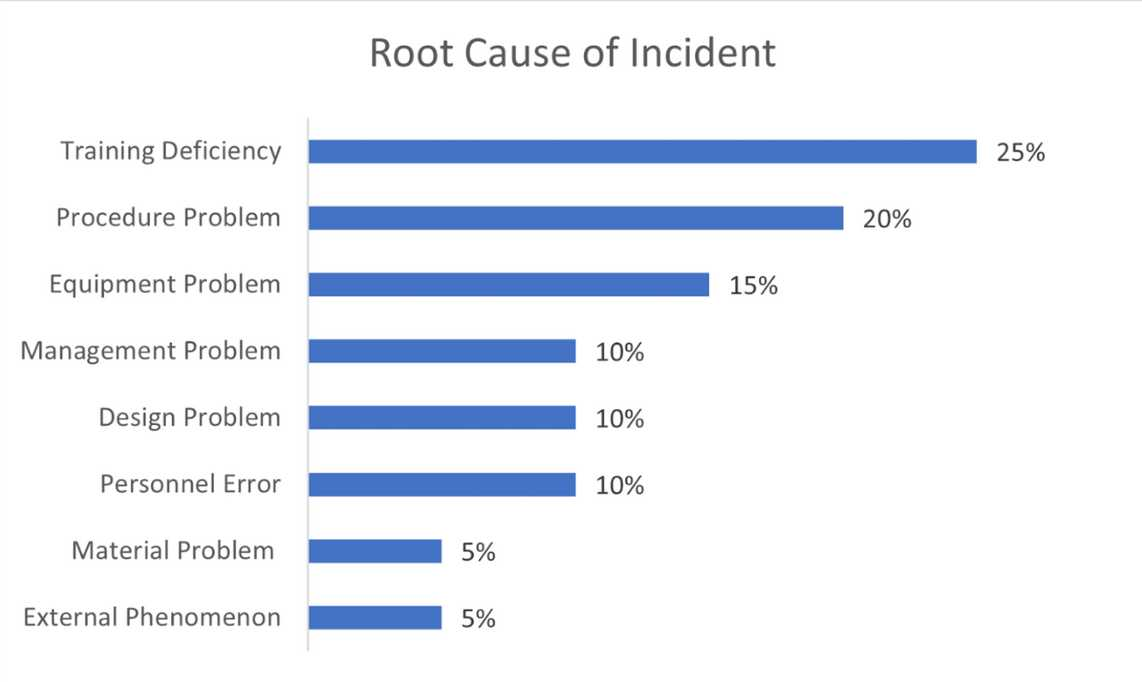 Root Cause of Incident
Training Deficiency 25%
Procedure Problem 20%
Equipment Problem 15%
Management Problem 10%
Design Problem 10%
Personnel Error 10%
Material Problem 5%
External Phenomenon 5%